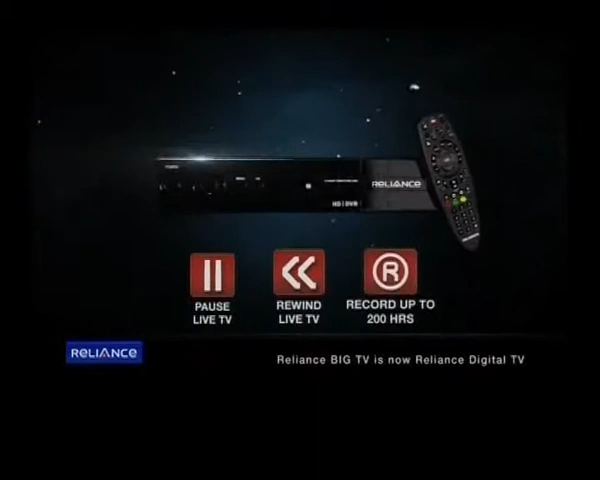 RELIANCE
HD | DVR
R
PAUSE
LIVE TV
REWIND
LIVE TV
RECORD UP TO
200 HRS
RELIANCE
Reliance BIG TV is now Reliance Digital TV